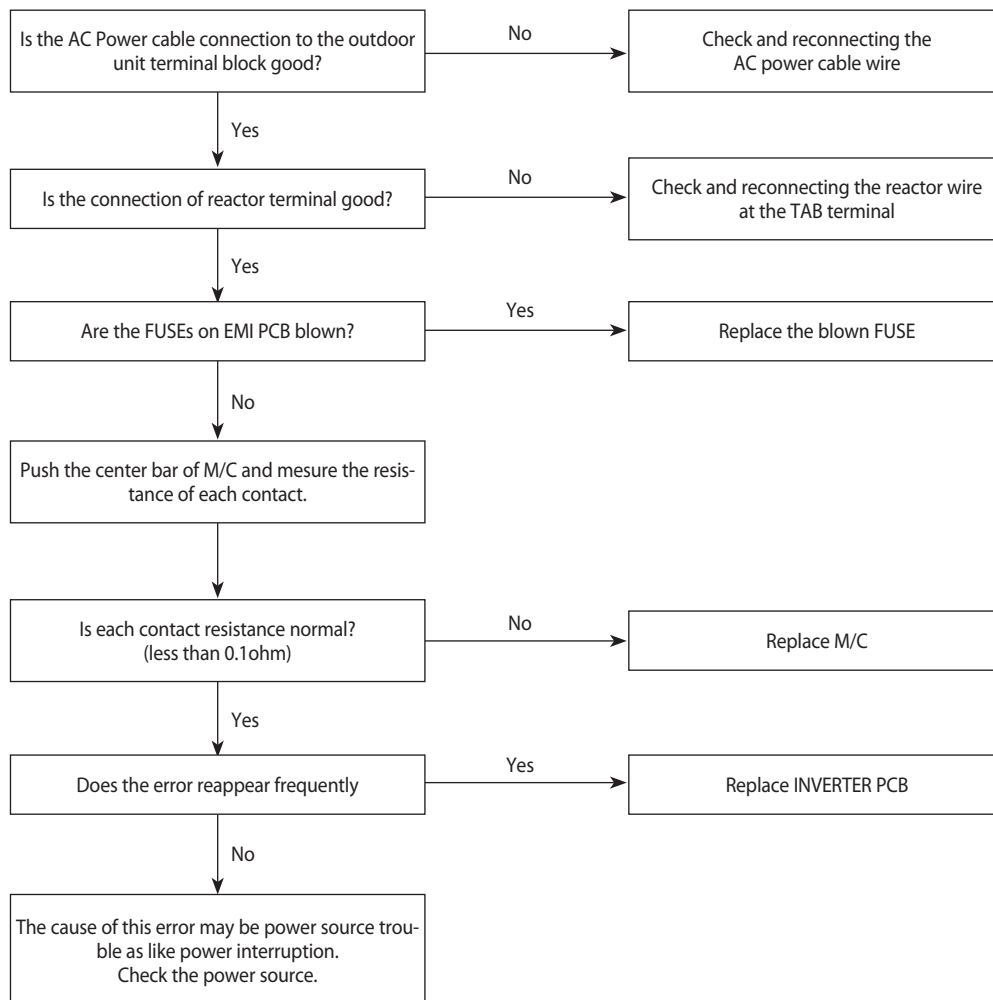 Is the AC Power cable connection to the outdoor
unit terminal block good?
No
Check and reconnecting the
AC power cable wire
Yes
Is the connection of reactor terminal good?
No
Check and reconnecting the reactor wire
at the TAB terminal
Yes
Are the FUSEs on EMI PCB blown?
Yes
Replace the blown FUSE
No
Push the center bar of M/C and mesure the resis-
tance of each contact.
Is each contact resistance normal?
(less than 0.1ohm)
No
Replace M/C
Yes
Does the error reappear frequently
Yes
Replace INVERTER PCB
No
The cause of this error may be power source trou-
ble as like power interruption.
Check the power source.